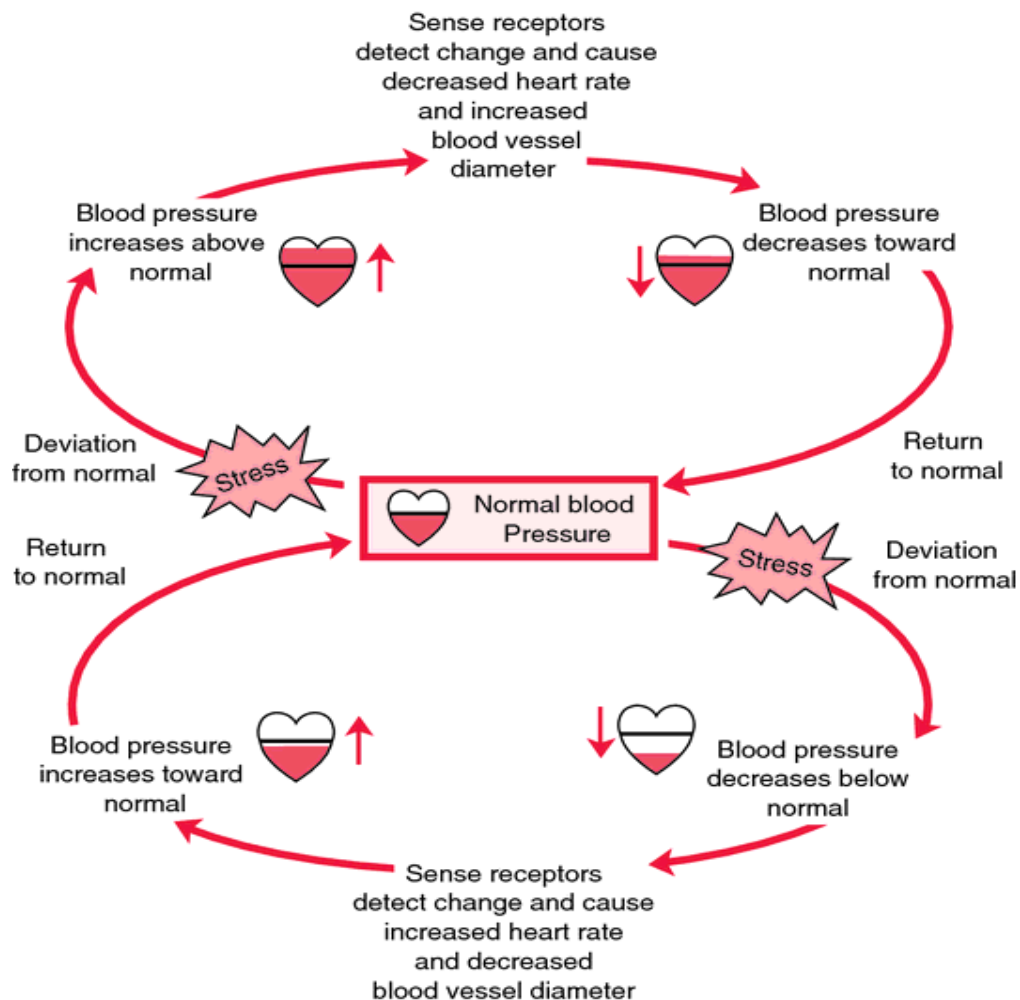 Sense receptors
detect change and cause
decreased heart rate
and increased
blood vessel
diameter
Blood pressure
increases above
normal
Blood pressure
decreases toward
normal
Deviation
from normal
Stress
Return
to normal
Normal blood
Pressure
Return
to normal
Stress
Deviation
from normal
Blood pressure
increases toward
normal
Blood pressure
decreases below
normal
Sense receptors
detect change and cause
increased heart rate
and decreased
blood vessel diameter